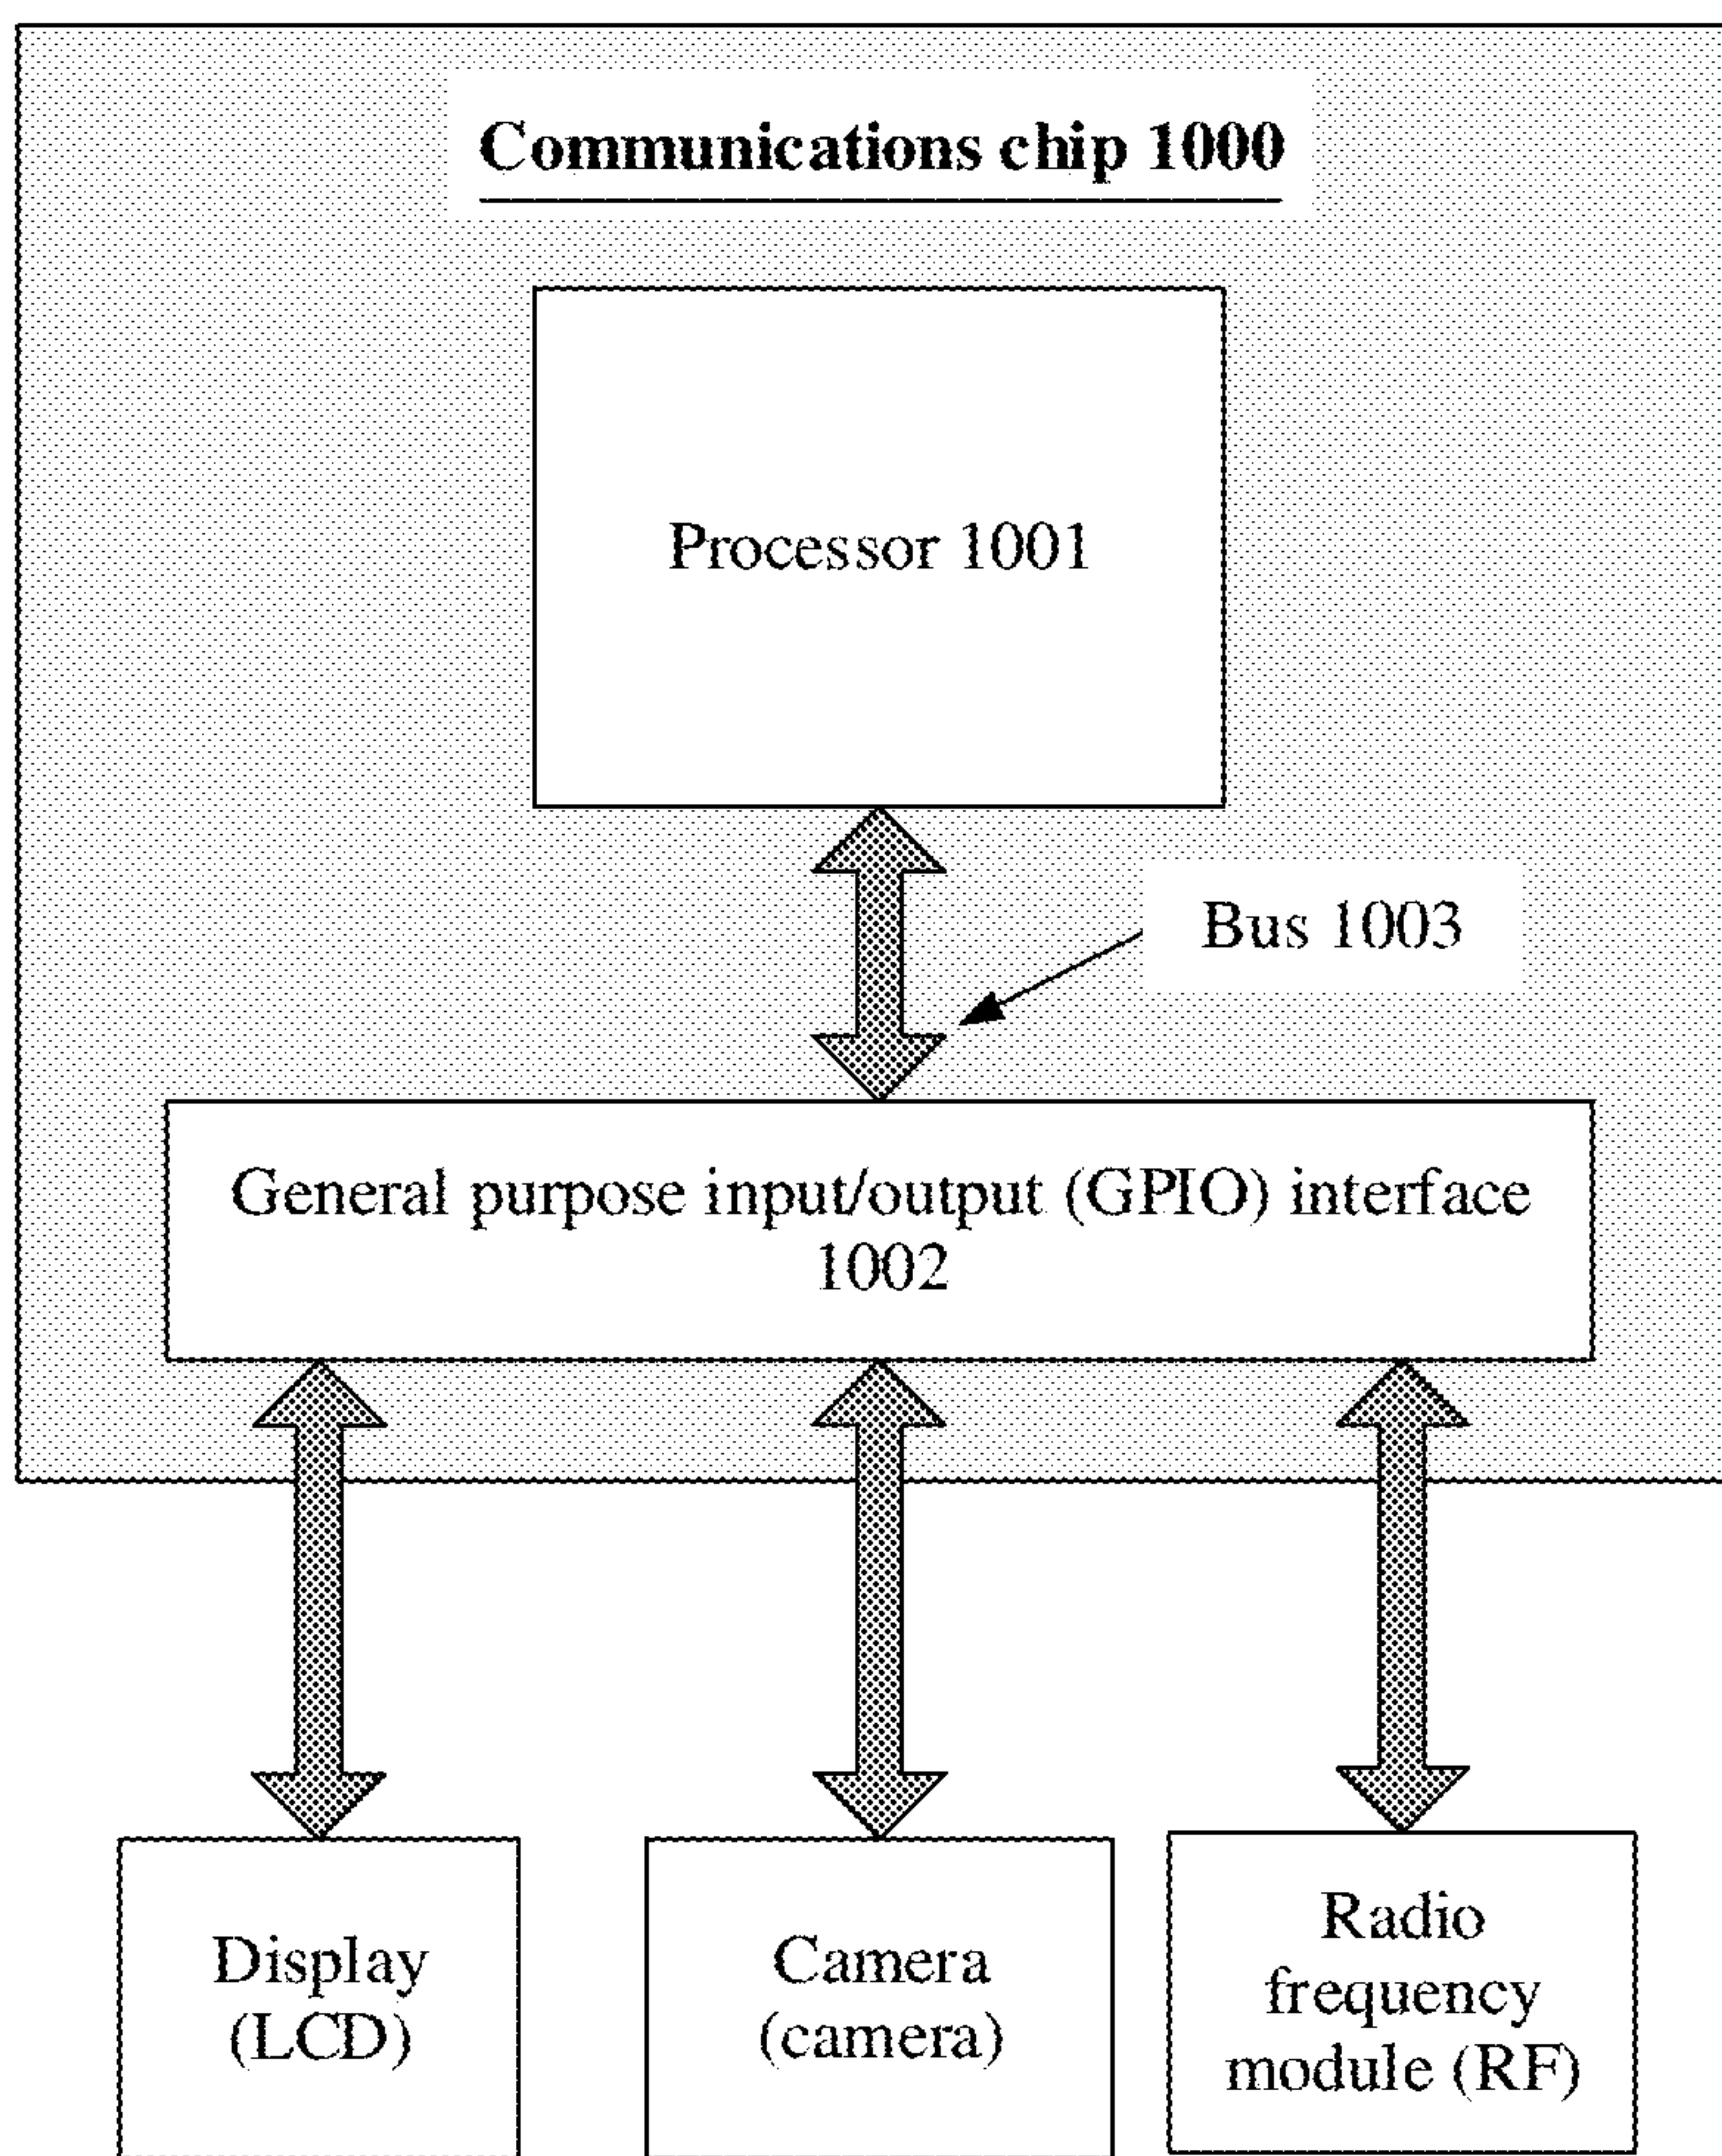 Communications chip 1000
Processor 1001
Bus 1003
General purpose input/output (GPIO) interface
1002
Display
(LCD)
Camera
(camera)
Radio
frequency
module (RF)